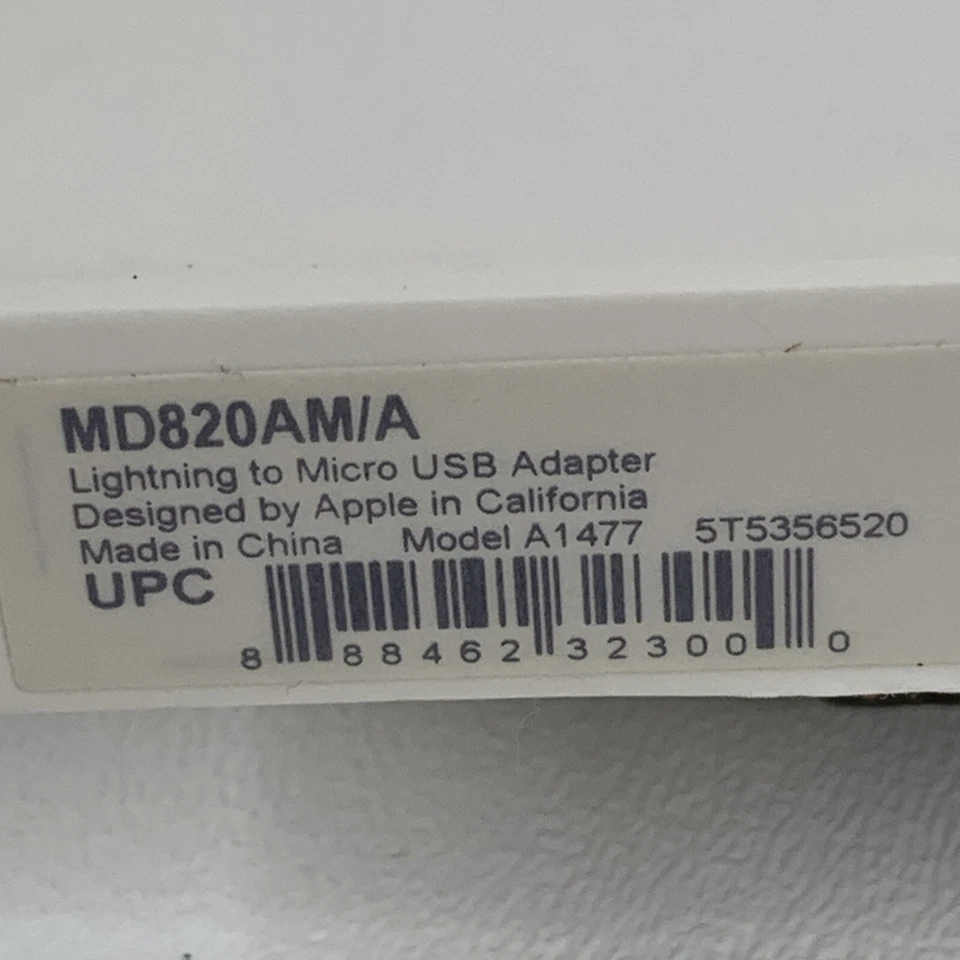 MD820AM/A
Lightning to Micro USB Adapter
Designed by Apple in California
Made in China Model A1477 5T5356520
UPC
8 88462 32300 0